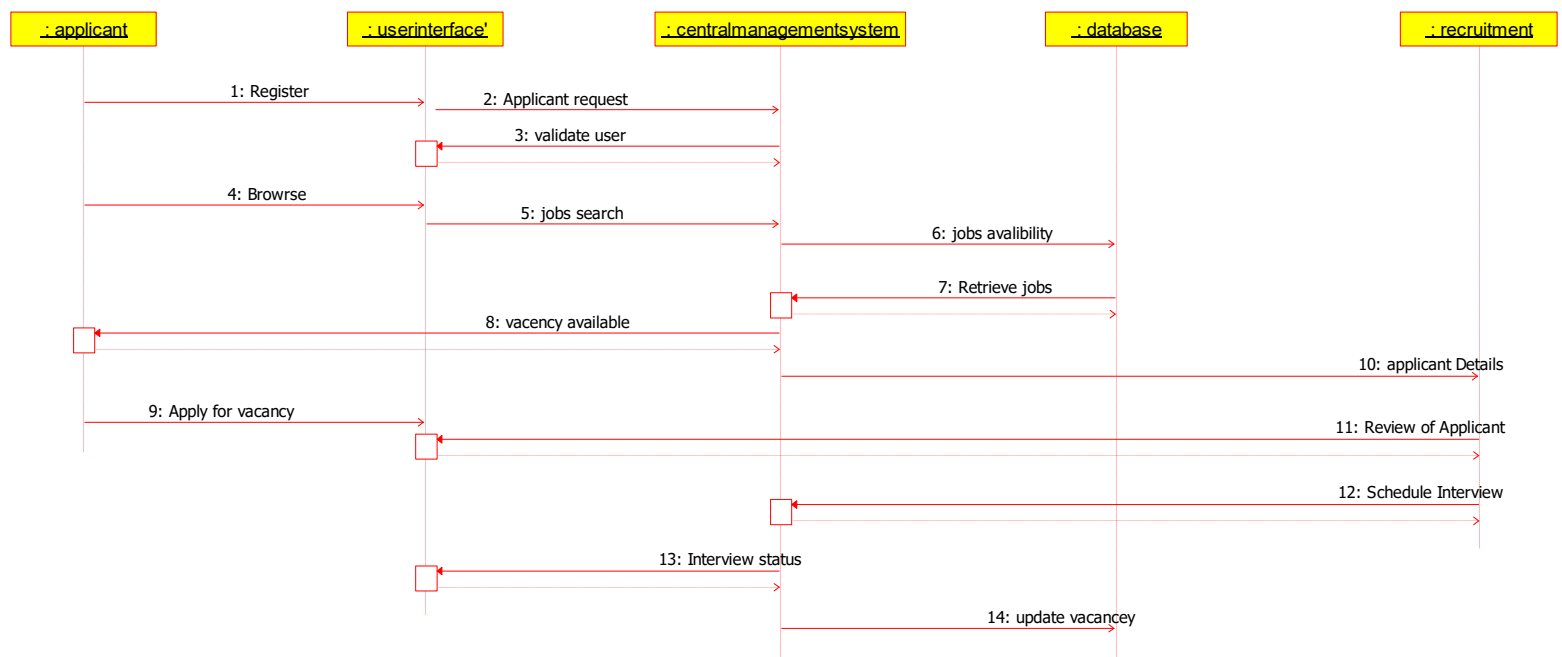 : applicant
: userinterface'
: centralmanagementsystem
: database
: recruitment
1: Register
2: Applicant request
3: validate user
4: Browrse
5: jobs search
6: jobs avalibility
7: Retrieve jobs
8: vacency available
10: applicant Details
9: Apply for vacancy
11: Review of Applicant
12: Schedule Interview
13: Interview status
14: update vacancey